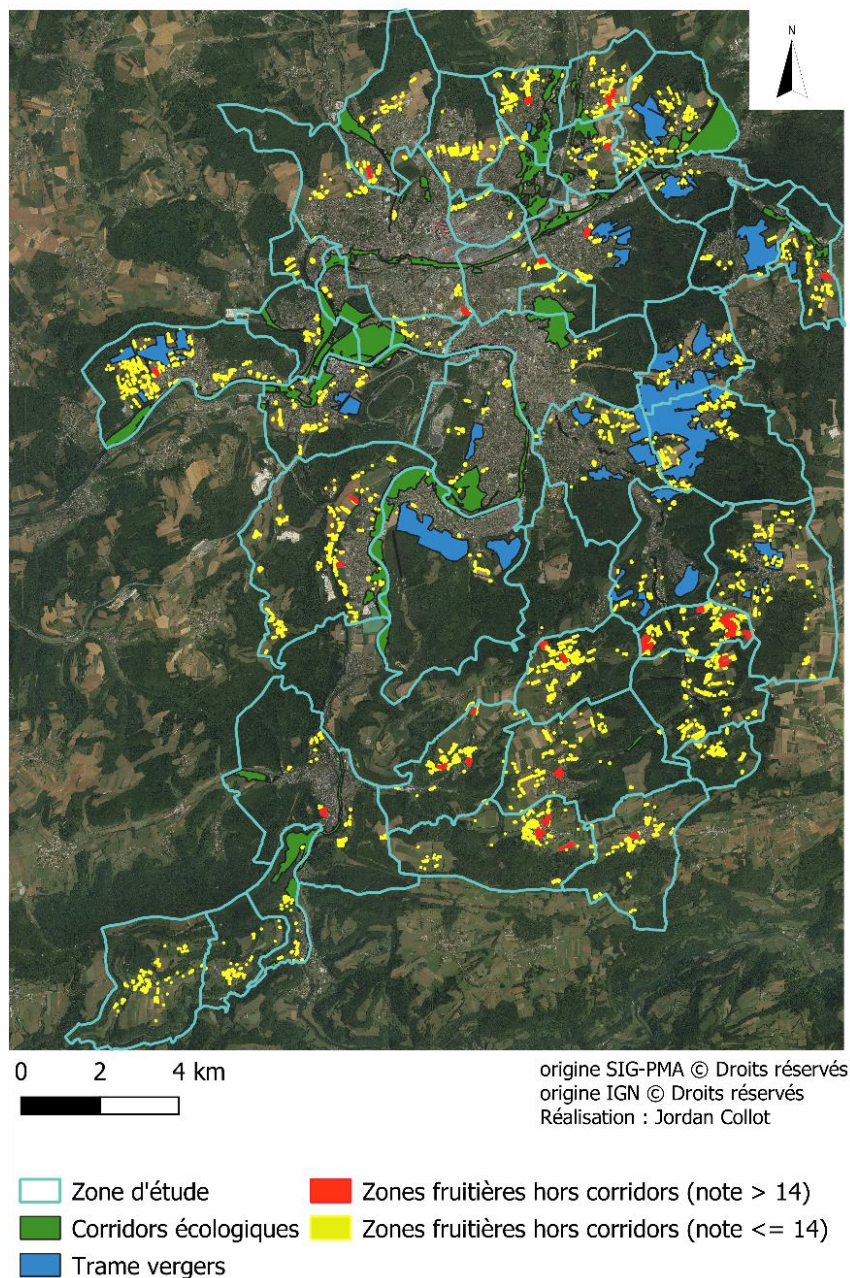 N
0 2 4 km
origine SIG-PMA © Droits réservés
origine IGN © Droits réservés
Réalisation : Jordan Collot
Zone d'étude
Corridors écologiques
Trame vergers
Zones fruitières hors corridors (note > 14)
Zones fruitières hors corridors (note <= 14)